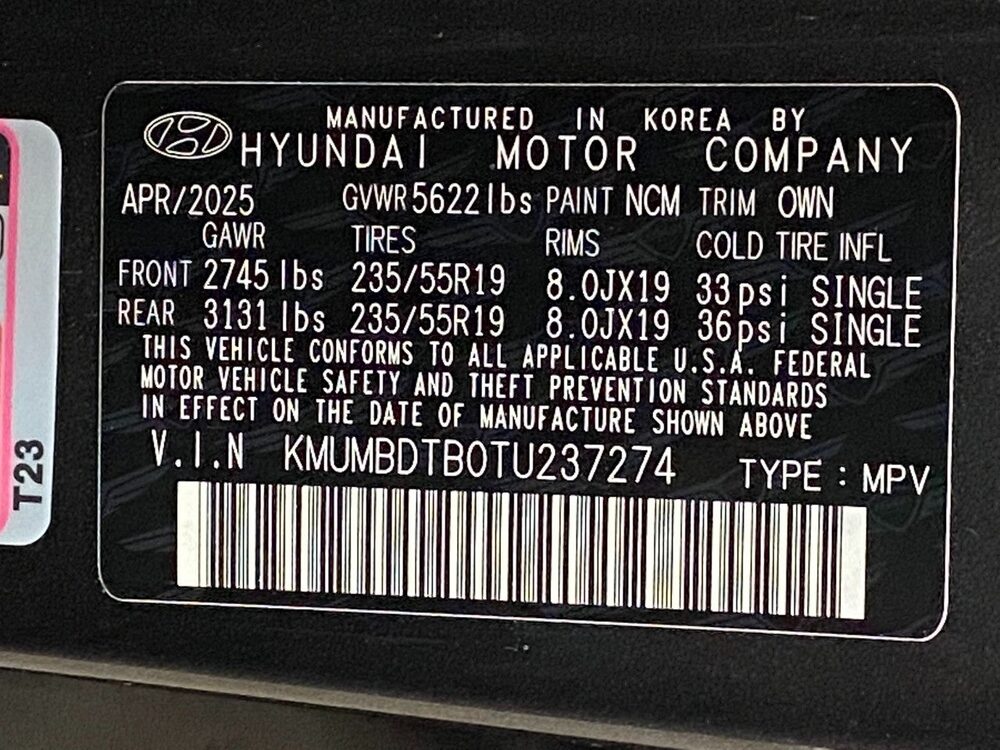 MANUFACTURED IN KOREA BY
HYUNDAI MOTOR COMPANY
APR/2025 GVWR 5622lbs PAINT NCM TRIM OWN
GAWR TIRES RIMS COLD TIRE INFL
FRONT 2745 lbs 235/55R19 8.0JX19 33psi SINGLE
REAR 3131 lbs 235/55R19 8.0JX19 36psi SINGLE
THIS VEHICLE CONFORMS TO ALL APPLICABLE U.S.A. FEDERAL
MOTOR VEHICLE SAFETY AND THEFT PREVENTION STANDARDS
IN EFFECT ON THE DATE OF MANUFACTURE SHOWN ABOVE
V.I.N KMUMBDTB0TU237274 TYPE : MPV
T23